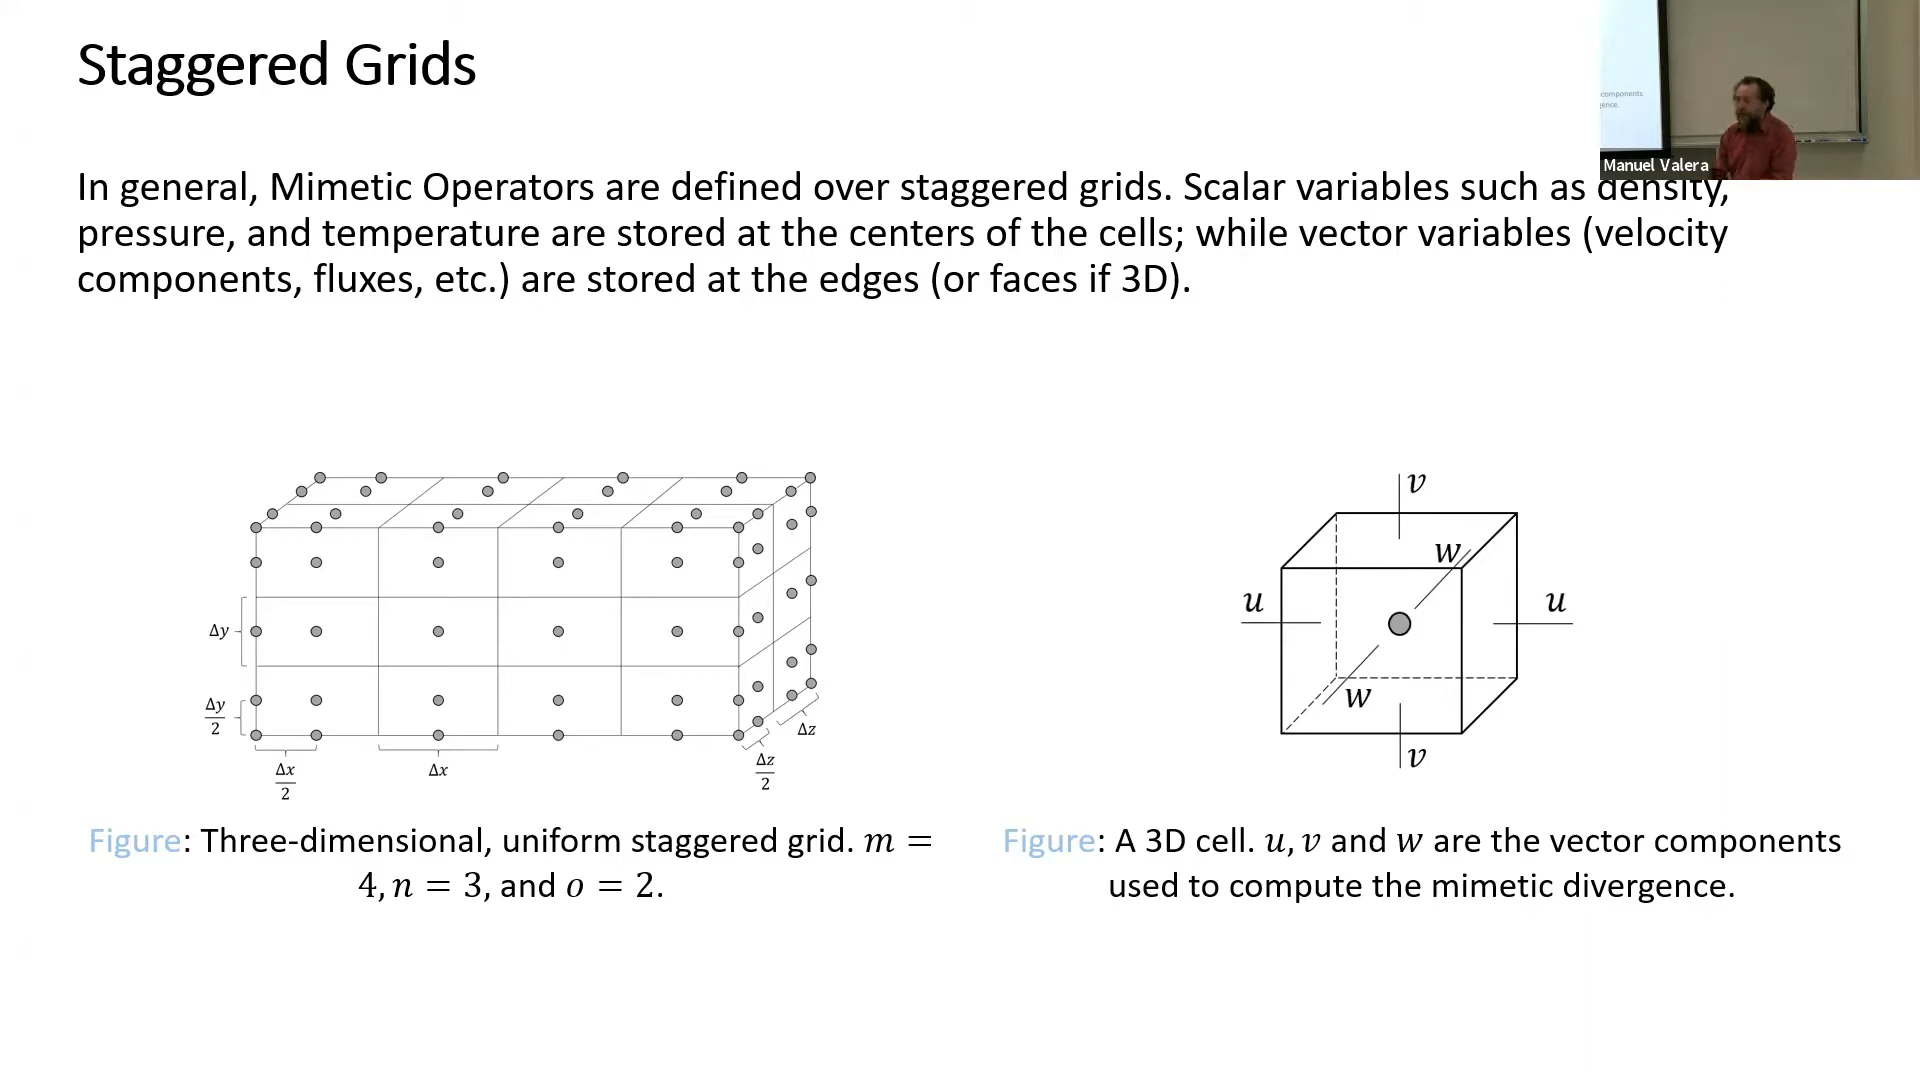 Staggered Grids
components
Manuel Valera
In general, Mimetic Operators are defined over staggered grids. Scalar variables such as density,
pressure, and temperature are stored at the centers of the cells; while vector variables (velocity
components, fluxes, etc.) are stored at the edges (or faces if 3D).
Δy
Δy
2
Δx
2
Δx
Δz
2
Δz
v
w
u
u
w
v
Figure: Three-dimensional, uniform staggered grid. m =
4, n = 3, and o = 2.
Figure: A 3D cell. u, v and w are the vector components
used to compute the mimetic divergence.